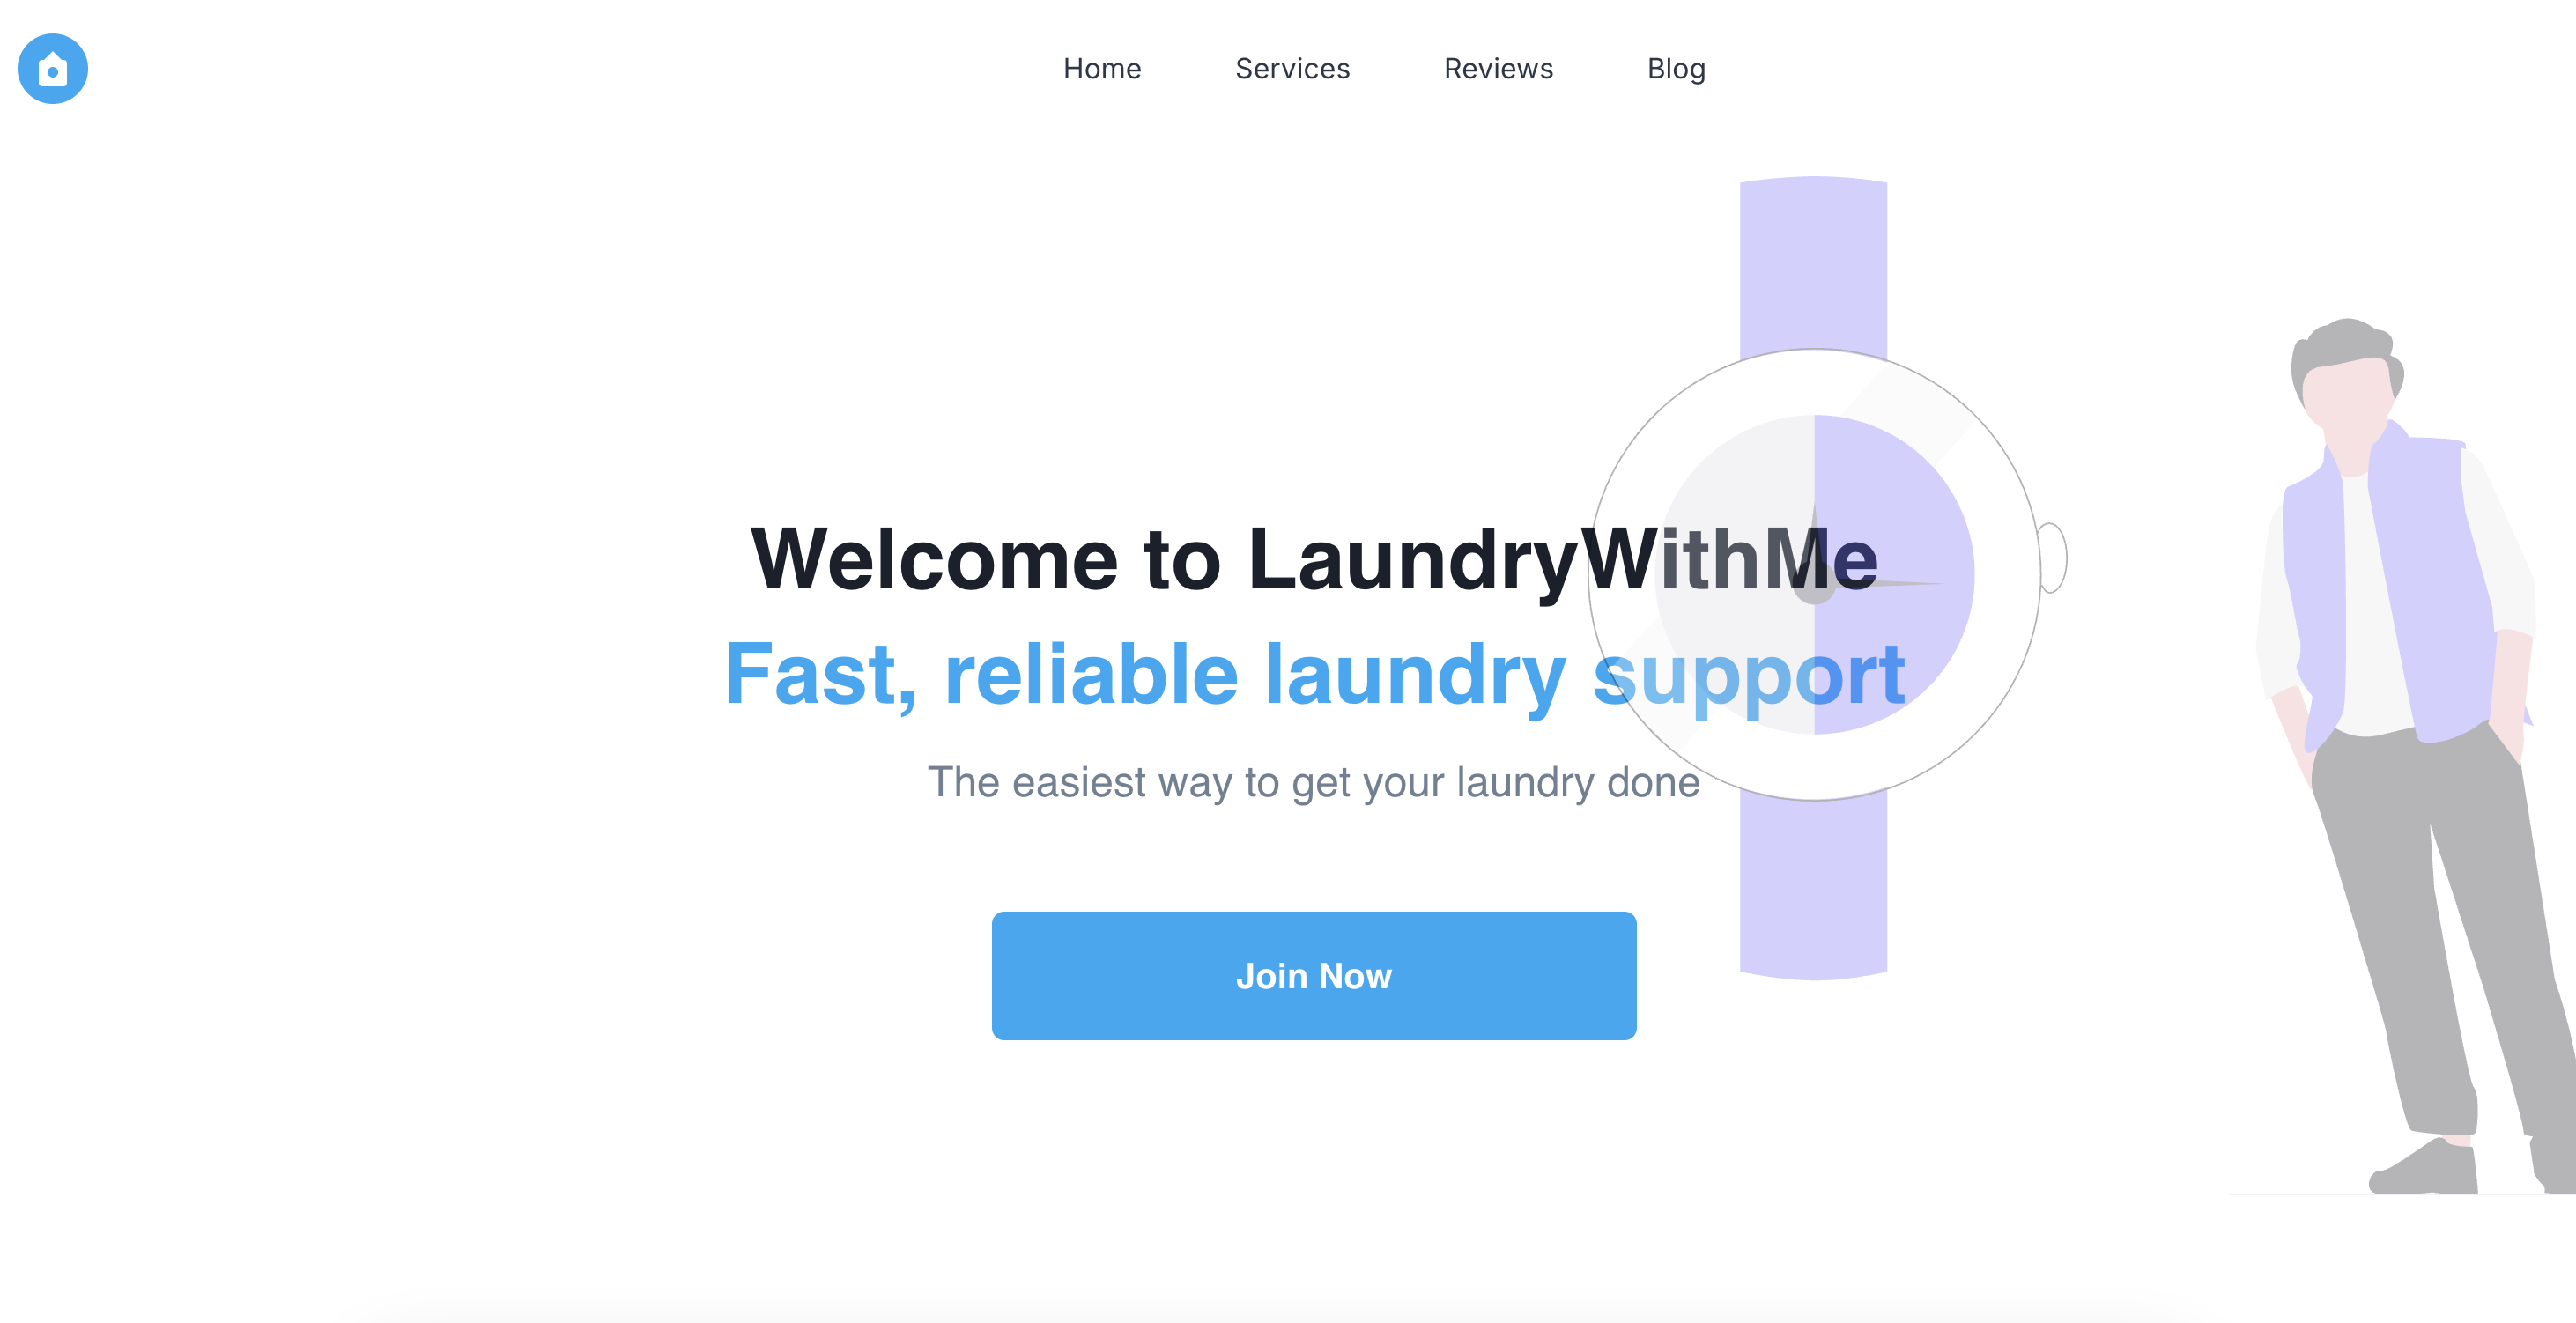 Home Services Reviews Blog
Welcome to LaundryWithMe
Fast, reliable laundry support
The easiest way to get your laundry done
Join Now